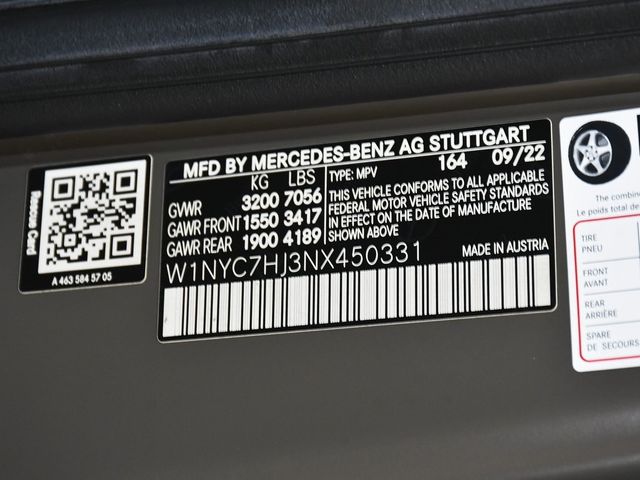 MFD BY MERCEDES-BENZ AG STUTTGART
KG LBS TYPE: MPV 164 09/22
GVWR 3200 7056
GAWR FRONT 1550 3417
GAWR REAR 1900 4189
THIS VEHICLE CONFORMS TO ALL APPLICABLE
FEDERAL MOTOR VEHICLE SAFETY STANDARDS
IN EFFECT ON THE DATE OF MANUFACTURE
SHOWN ABOVE
W1NYC7HJ3NX450331 MADE IN AUSTRIA
Rescue Card
A 463 584 57 05
The combined
Le poids total de
TIRE
PNEU
FRONT
AVANT
REAR
ARRIÈRE
SPARE
DE SECOURS